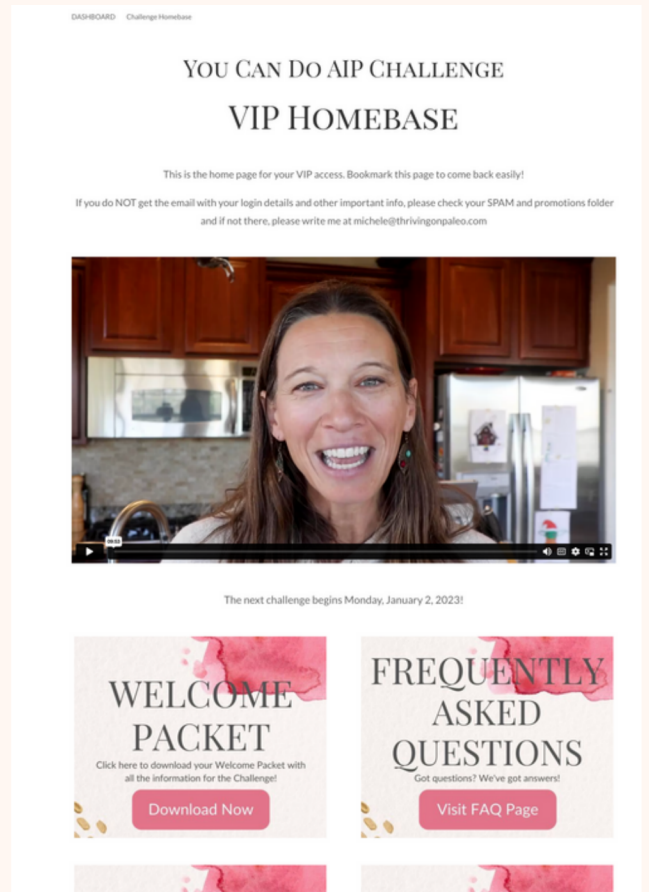 DASHBOARD Challenge Homebase
You Can Do AIP Challenge
VIP Homebase
This is the home page for your VIP access. Bookmark this page to come back easily!
If you do NOT get the email with your login details and other important info, please check your SPAM and promotions folder
and if not there, please write me at michele@thrivingonpaleo.com
The next challenge begins Monday, January 2, 2023!
WELCOME
PACKET
Click here to download your Welcome Packet with
all the information for the Challenge!
Download Now
FREQUENTLY
ASKED
QUESTIONS
Got questions? We've got answers!
Visit FAQ Page